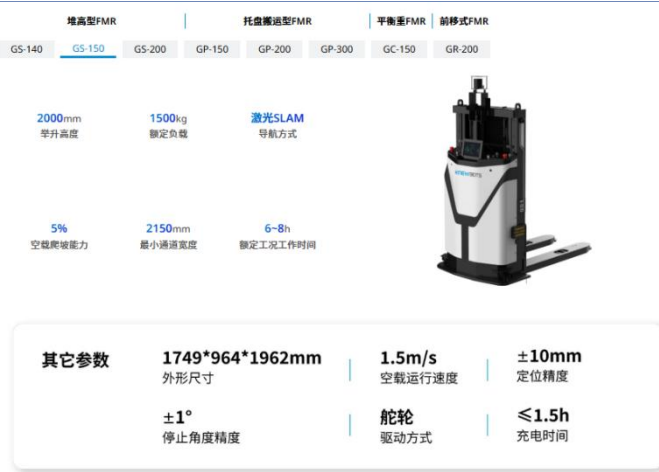 堆高型FMR
托盘搬运型FMR
平衡重FMR
前移式FMR
GS-140 GS-150 GS-200 GP-150 GP-200 GP-300 GC-150 GR-200
2000mm 1500kg 激光SLAM
举升高度 额定负载 导航方式
5% 2150mm 6~8h
空载爬坡能力 最小通道宽度 额定工况工作时间
其它参数
1749*964*1962mm 1.5m/s ±10mm
外形尺寸 空载运行速度 定位精度
±1° 舵轮 ≤1.5h
停止角度精度 驱动方式 充电时间